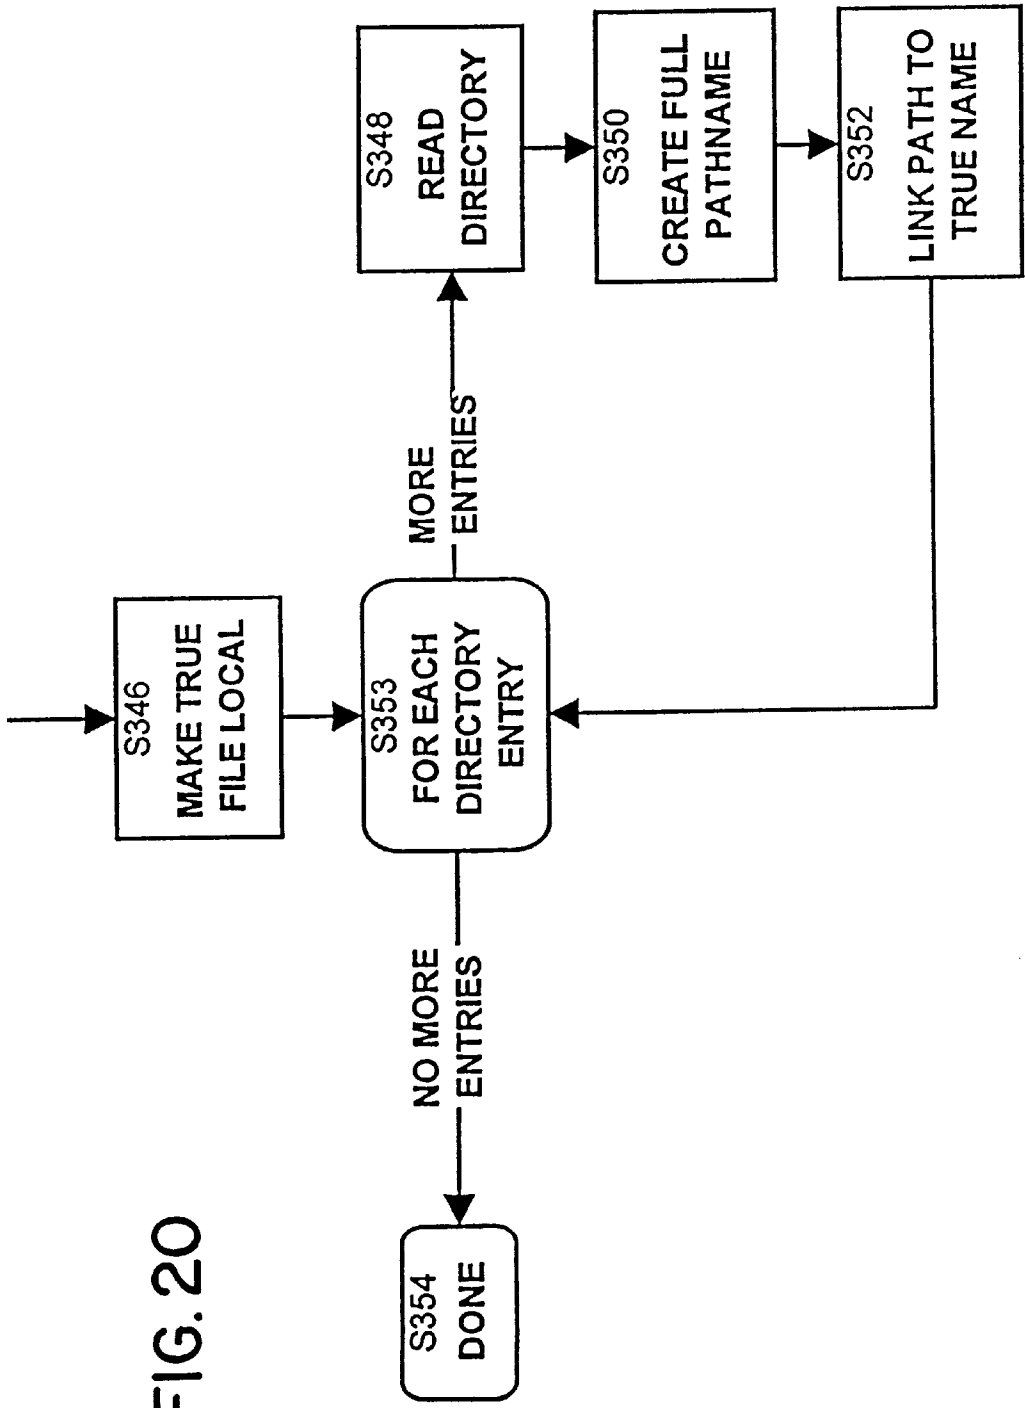 FIG. 20
S346
MAKE TRUE
FILE LOCAL
S353
FOR EACH
DIRECTORY
ENTRY
MORE
ENTRIES
S348
READ
DIRECTORY
S350
CREATE FULL
PATHNAME
S352
LINK PATH TO
TRUE NAME
NO MORE
ENTRIES
S354
DONE